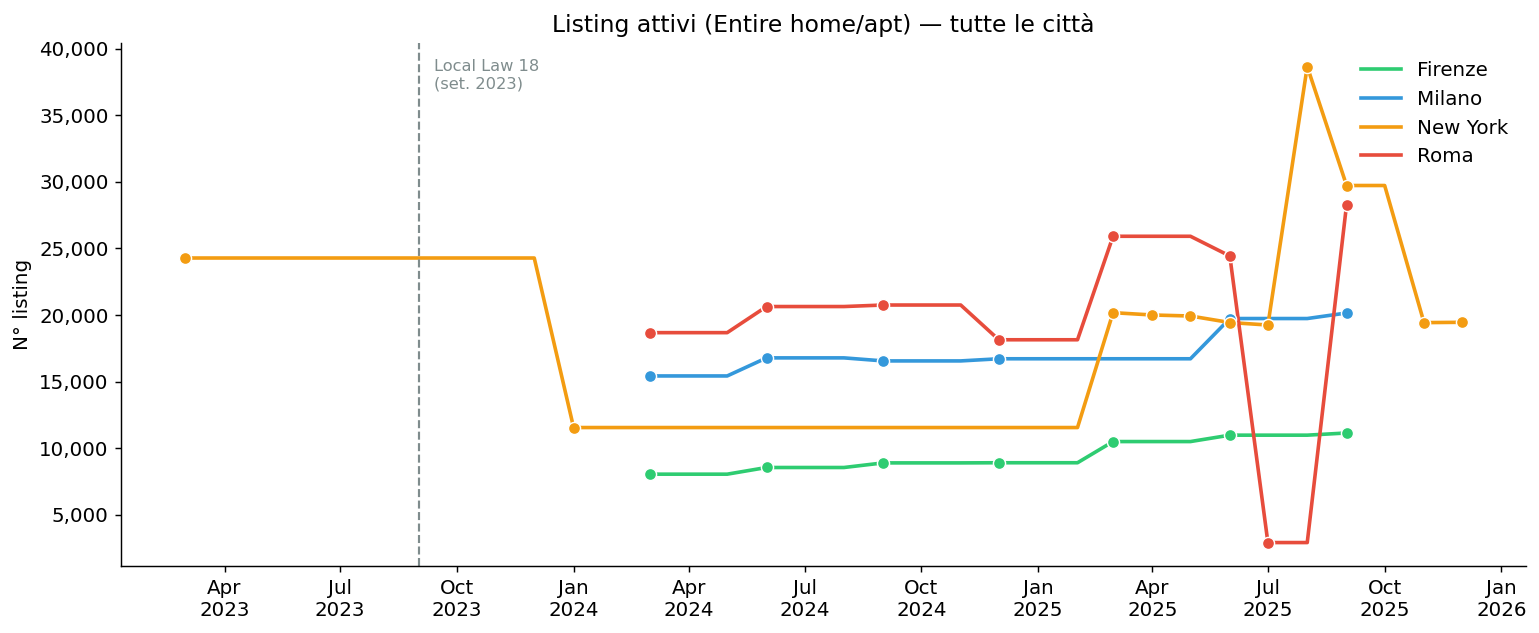 Listing attivi (Entire home/apt) — tutte le città
N° listing
40,000
35,000
30,000
25,000
20,000
15,000
10,000
5,000
Local Law 18
(set. 2023)
Firenze
Milano
New York
Roma
Apr
2023
Jul
2023
Oct
2023
Jan
2024
Apr
2024
Jul
2024
Oct
2024
Jan
2025
Apr
2025
Jul
2025
Oct
2025
Jan
2026